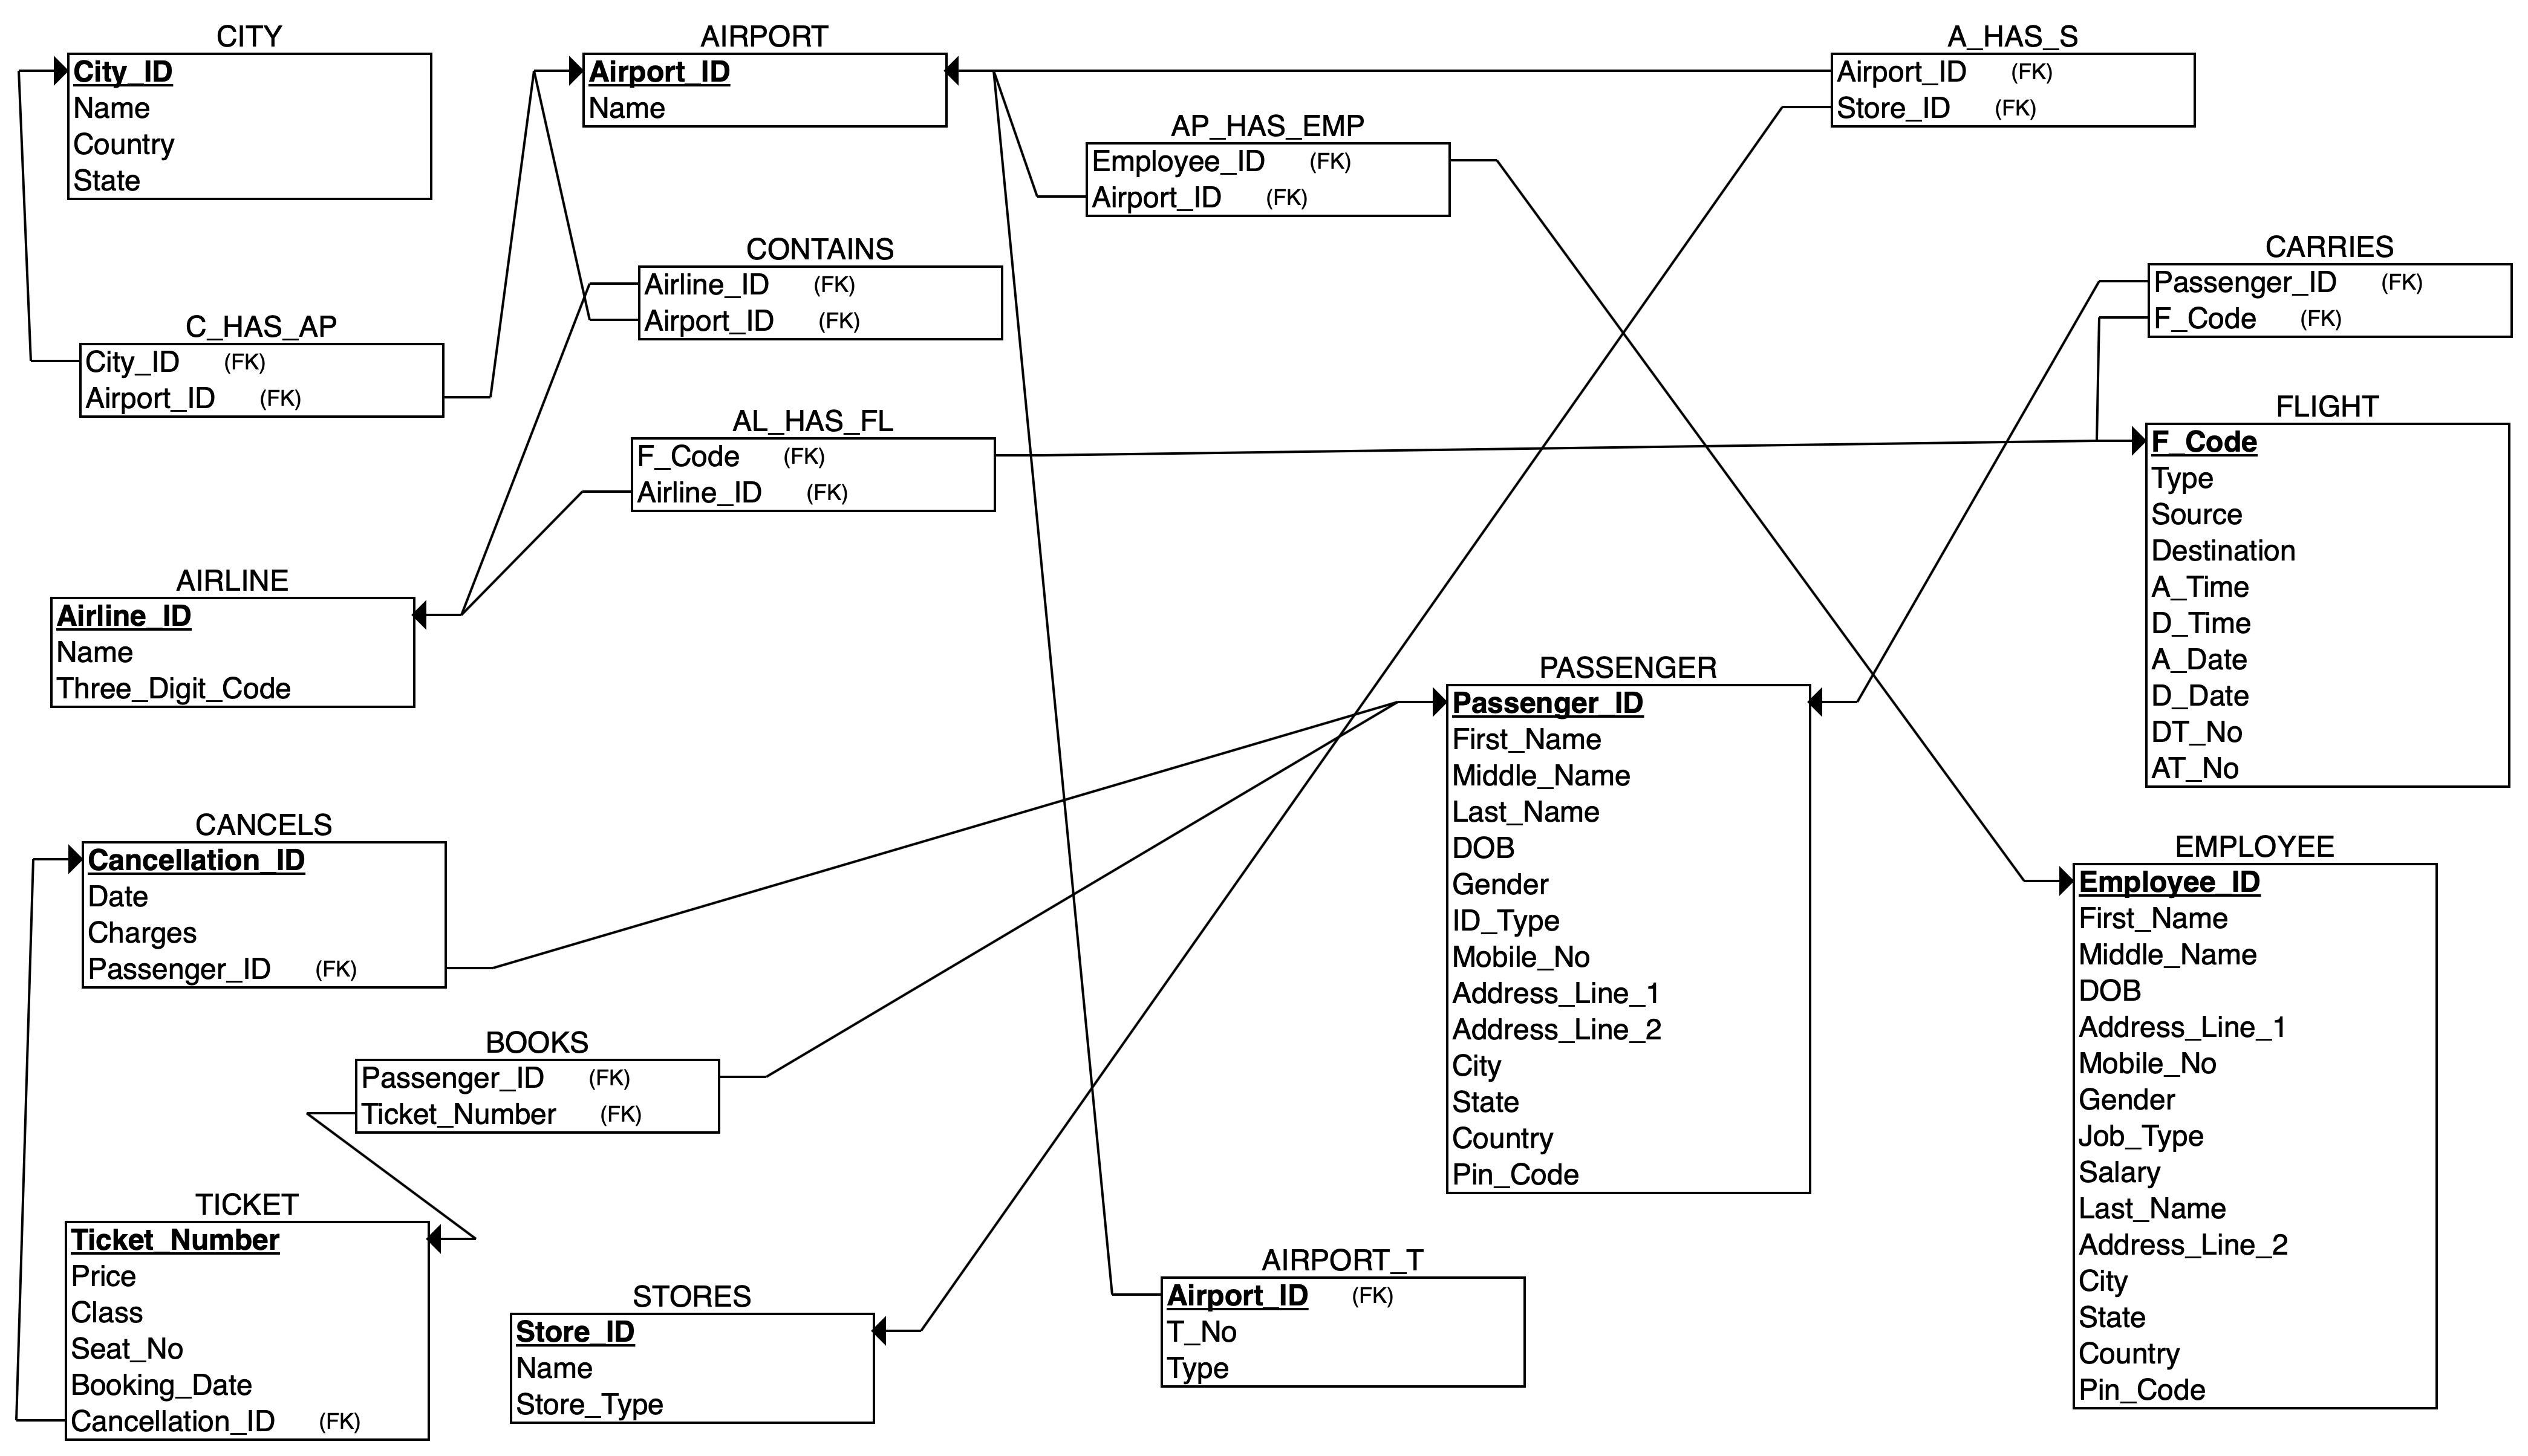 CITY
City_ID
Name
Country
State
AIRPORT
Airport_ID
Name
A_HAS_S
Airport_ID (FK)
Store_ID (FK)
AP_HAS_EMP
Employee_ID (FK)
Airport_ID (FK)
CONTAINS
Airline_ID (FK)
Airport_ID (FK)
CARRIES
Passenger_ID (FK)
F_Code (FK)
C_HAS_AP
City_ID (FK)
Airport_ID (FK)
AL_HAS_FL
F_Code (FK)
Airline_ID (FK)
FLIGHT
F_Code
Type
Source
Destination
A_Time
D_Time
A_Date
D_Date
DT_No
AT_No
AIRLINE
Airline_ID
Name
Three_Digit_Code
PASSENGER
Passenger_ID
First_Name
Middle_Name
Last_Name
DOB
Gender
ID_Type
Mobile_No
Address_Line_1
Address_Line_2
City
State
Country
Pin_Code
CANCELS
Cancellation_ID
Date
Charges
Passenger_ID (FK)
EMPLOYEE
Employee_ID
First_Name
Middle_Name
DOB
Address_Line_1
Mobile_No
Gender
Job_Type
Salary
Last_Name
Address_Line_2
City
State
Country
Pin_Code
BOOKS
Passenger_ID (FK)
Ticket_Number (FK)
TICKET
Ticket_Number
Price
Class
Seat_No
Booking_Date
Cancellation_ID (FK)
STORES
Store_ID
Name
Store_Type
AIRPORT_T
Airport_ID (FK)
T_No
Type